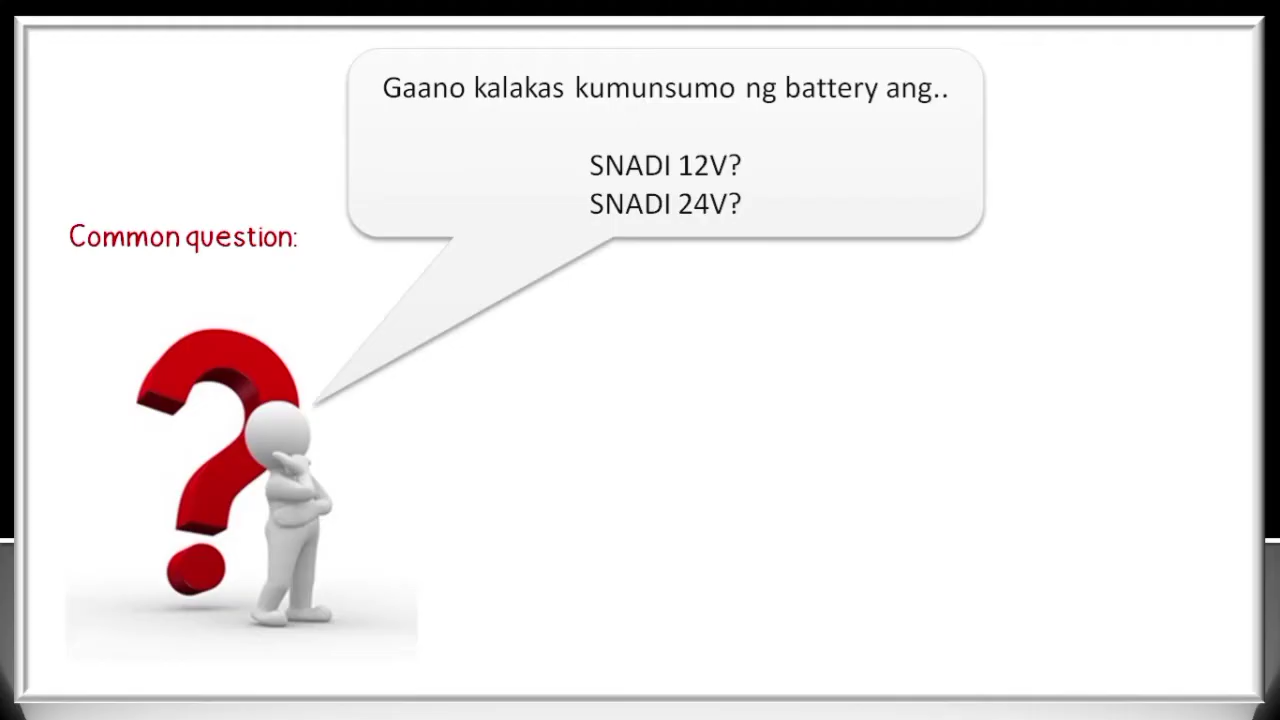 Gaano kalakas kumunsumo ng battery ang..
SNADI 12V?
SNADI 24V?
Common question: